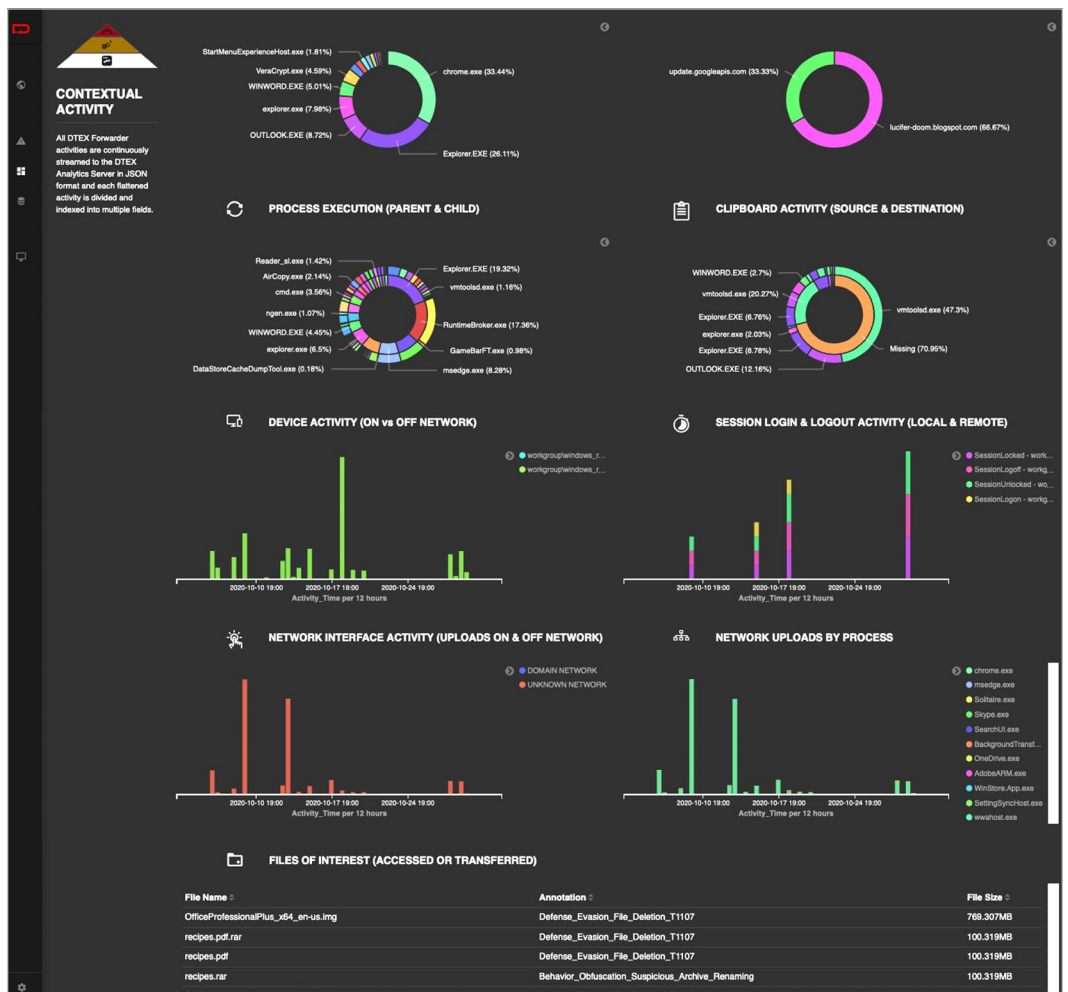 CONTEXTUAL
ACTIVITY
All DTEX Forwarder
activities are continuously
streamed to the DTEX
Analytics Server in JSON
format and each flattened
activity is divided and
indexed into multiple fields.
StartMenuExperienceHost.exe (1.81%)
VeraCrypt.exe (4.59%)
WINWORD.EXE (5.01%)
explorer.exe (7.98%)
OUTLOOK.EXE (8.72%)
chrome.exe (33.44%)
Explorer.EXE (26.11%)
update.googleapis.com (33.33%)
lucifer-doom.blogspot.com (66.67%)
PROCESS EXECUTION (PARENT & CHILD)
CLIPBOARD ACTIVITY (SOURCE & DESTINATION)
Reader_sl.exe (1.42%)
AirCopy.exe (2.14%)
cmd.exe (3.56%)
ngen.exe (1.07%)
WINWORD.EXE (4.45%)
explorer.exe (6.5%)
DataStoreCacheDumpTool.exe (0.18%)
Explorer.EXE (19.32%)
vmtoolsd.exe (1.16%)
RuntimeBroker.exe (17.36%)
GameBarFT.exe (0.98%)
msedge.exe (8.28%)
WINWORD.EXE (2.7%)
vmtoolsd.exe (20.27%)
Explorer.EXE (6.76%)
explorer.exe (2.03%)
Explorer.EXE (8.78%)
OUTLOOK.EXE (12.16%)
vmtoolsd.exe (47.3%)
Missing (70.95%)
DEVICE ACTIVITY (ON vs OFF NETWORK)
SESSION LOGIN & LOGOUT ACTIVITY (LOCAL & REMOTE)
workgroup\windows_r...
workgroup\windows_r...
2020-10-10 19:00 2020-10-17 19:00 2020-10-24 19:00
Activity_Time per 12 hours
SessionLocked - work...
SessionLogoff - workg...
SessionUnlocked - wo...
SessionLogon - workg...
2020-10-10 19:00 2020-10-17 19:00 2020-10-24 19:00
Activity_Time per 12 hours
NETWORK INTERFACE ACTIVITY (UPLOADS ON & OFF NETWORK)
NETWORK UPLOADS BY PROCESS
DOMAIN NETWORK
UNKNOWN NETWORK
2020-10-10 19:00 2020-10-17 19:00 2020-10-24 19:00
Activity_Time per 12 hours
chrome.exe
msedge.exe
Solitaire.exe
Skype.exe
SearchUI.exe
BackgroundTransf...
OneDrive.exe
AdobeARM.exe
WinStore.App.exe
SettingSyncHost.exe
wwahost.exe
2020-10-10 19:00 2020-10-17 19:00 2020-10-24 19:00
Activity_Time per 12 hours
FILES OF INTEREST (ACCESSED OR TRANSFERRED)
File Name Annotation File Size
OfficeProfessionalPlus_x64_en-us.img Defense_Evasion_File_Deletion_T1107 769.307MB
recipes.pdf.rar Defense_Evasion_File_Deletion_T1107 100.319MB
recipes.pdf Defense_Evasion_File_Deletion_T1107 100.319MB
recipes.rar Behavior_Obfuscation_Suspicious_Archive_Renaming 100.319MB